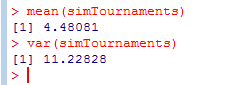 > mean(simTournaments)
[1] 4.48081
> var(simTournaments)
[1] 11.22828
>